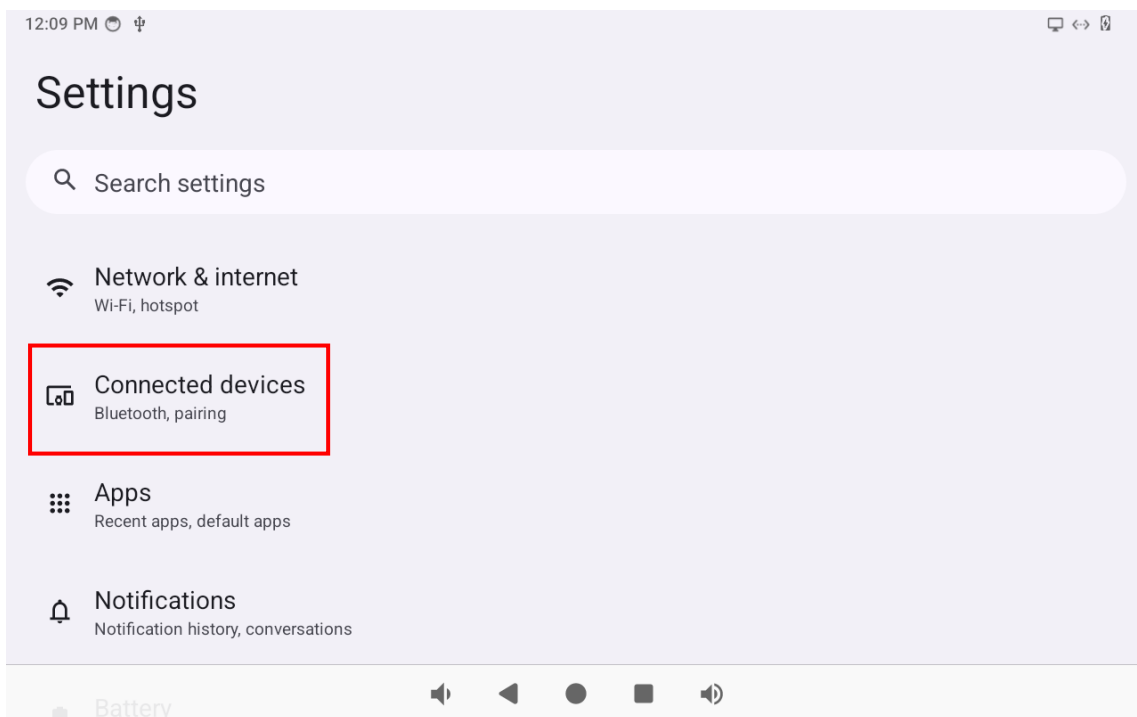 12:09 PM
Settings
Search settings
Network & internet
Wi-Fi, hotspot
Connected devices
Bluetooth, pairing
Apps
Recent apps, default apps
Notifications
Notification history, conversations
Battery